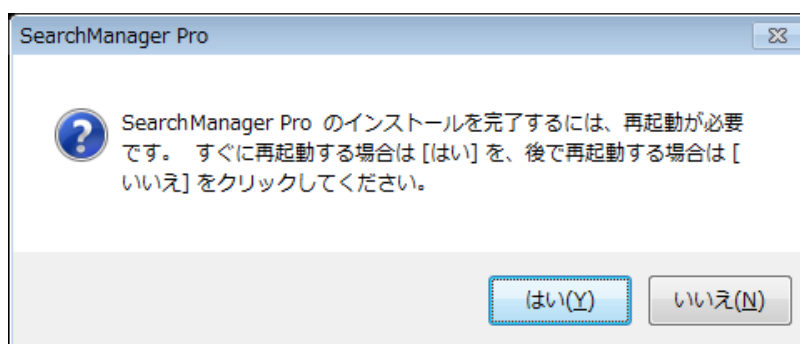 SearchManager Pro
SearchManager Pro のインストールを完了するには、再起動が必要
です。 すぐに再起動する場合は [はい] を、後で再起動する場合は [
いいえ] をクリックしてください。
はい(Y) いいえ(N)